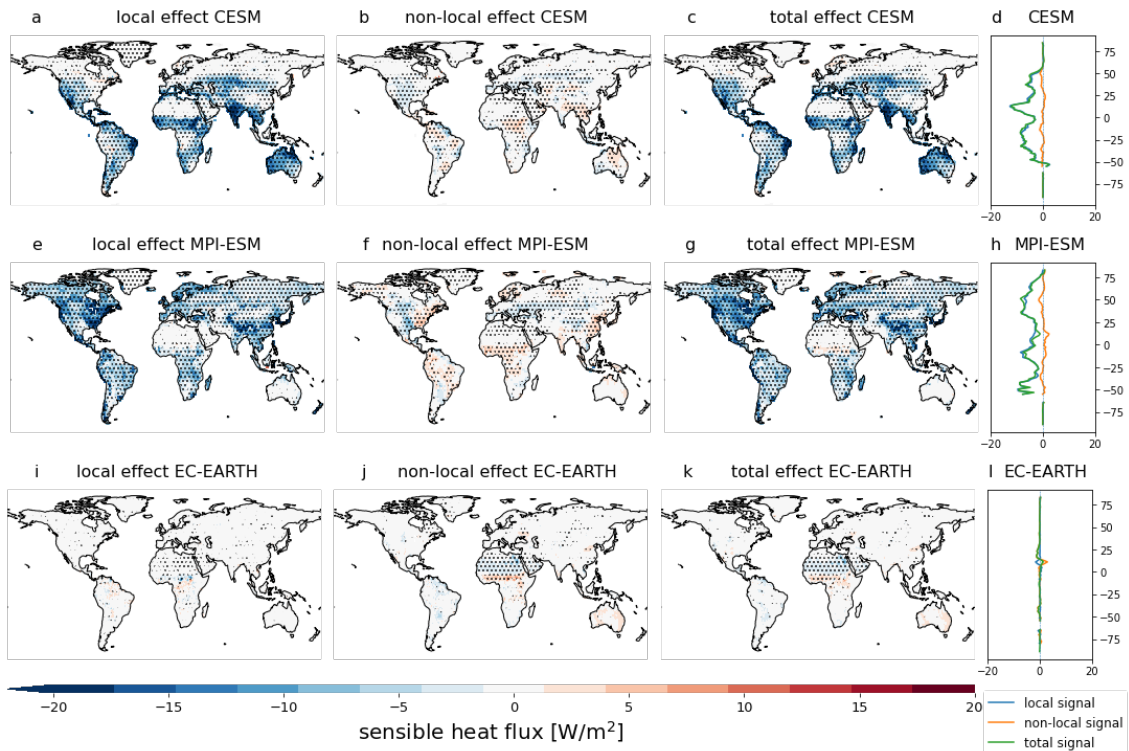 a local effect CESM
b non-local effect CESM
c total effect CESM
d CESM
75
50
25
0
−25
−50
−75
−20 0 20
e local effect MPI-ESM
f non-local effect MPI-ESM
g total effect MPI-ESM
h MPI-ESM
75
50
25
0
−25
−50
−75
−20 0 20
i local effect EC-EARTH
j non-local effect EC-EARTH
k total effect EC-EARTH
l EC-EARTH
75
50
25
0
−25
−50
−75
−20 0 20
−20 −15 −10 −5 0 5 10 15 20
sensible heat flux [W/m²]
local signal
non-local signal
total signal